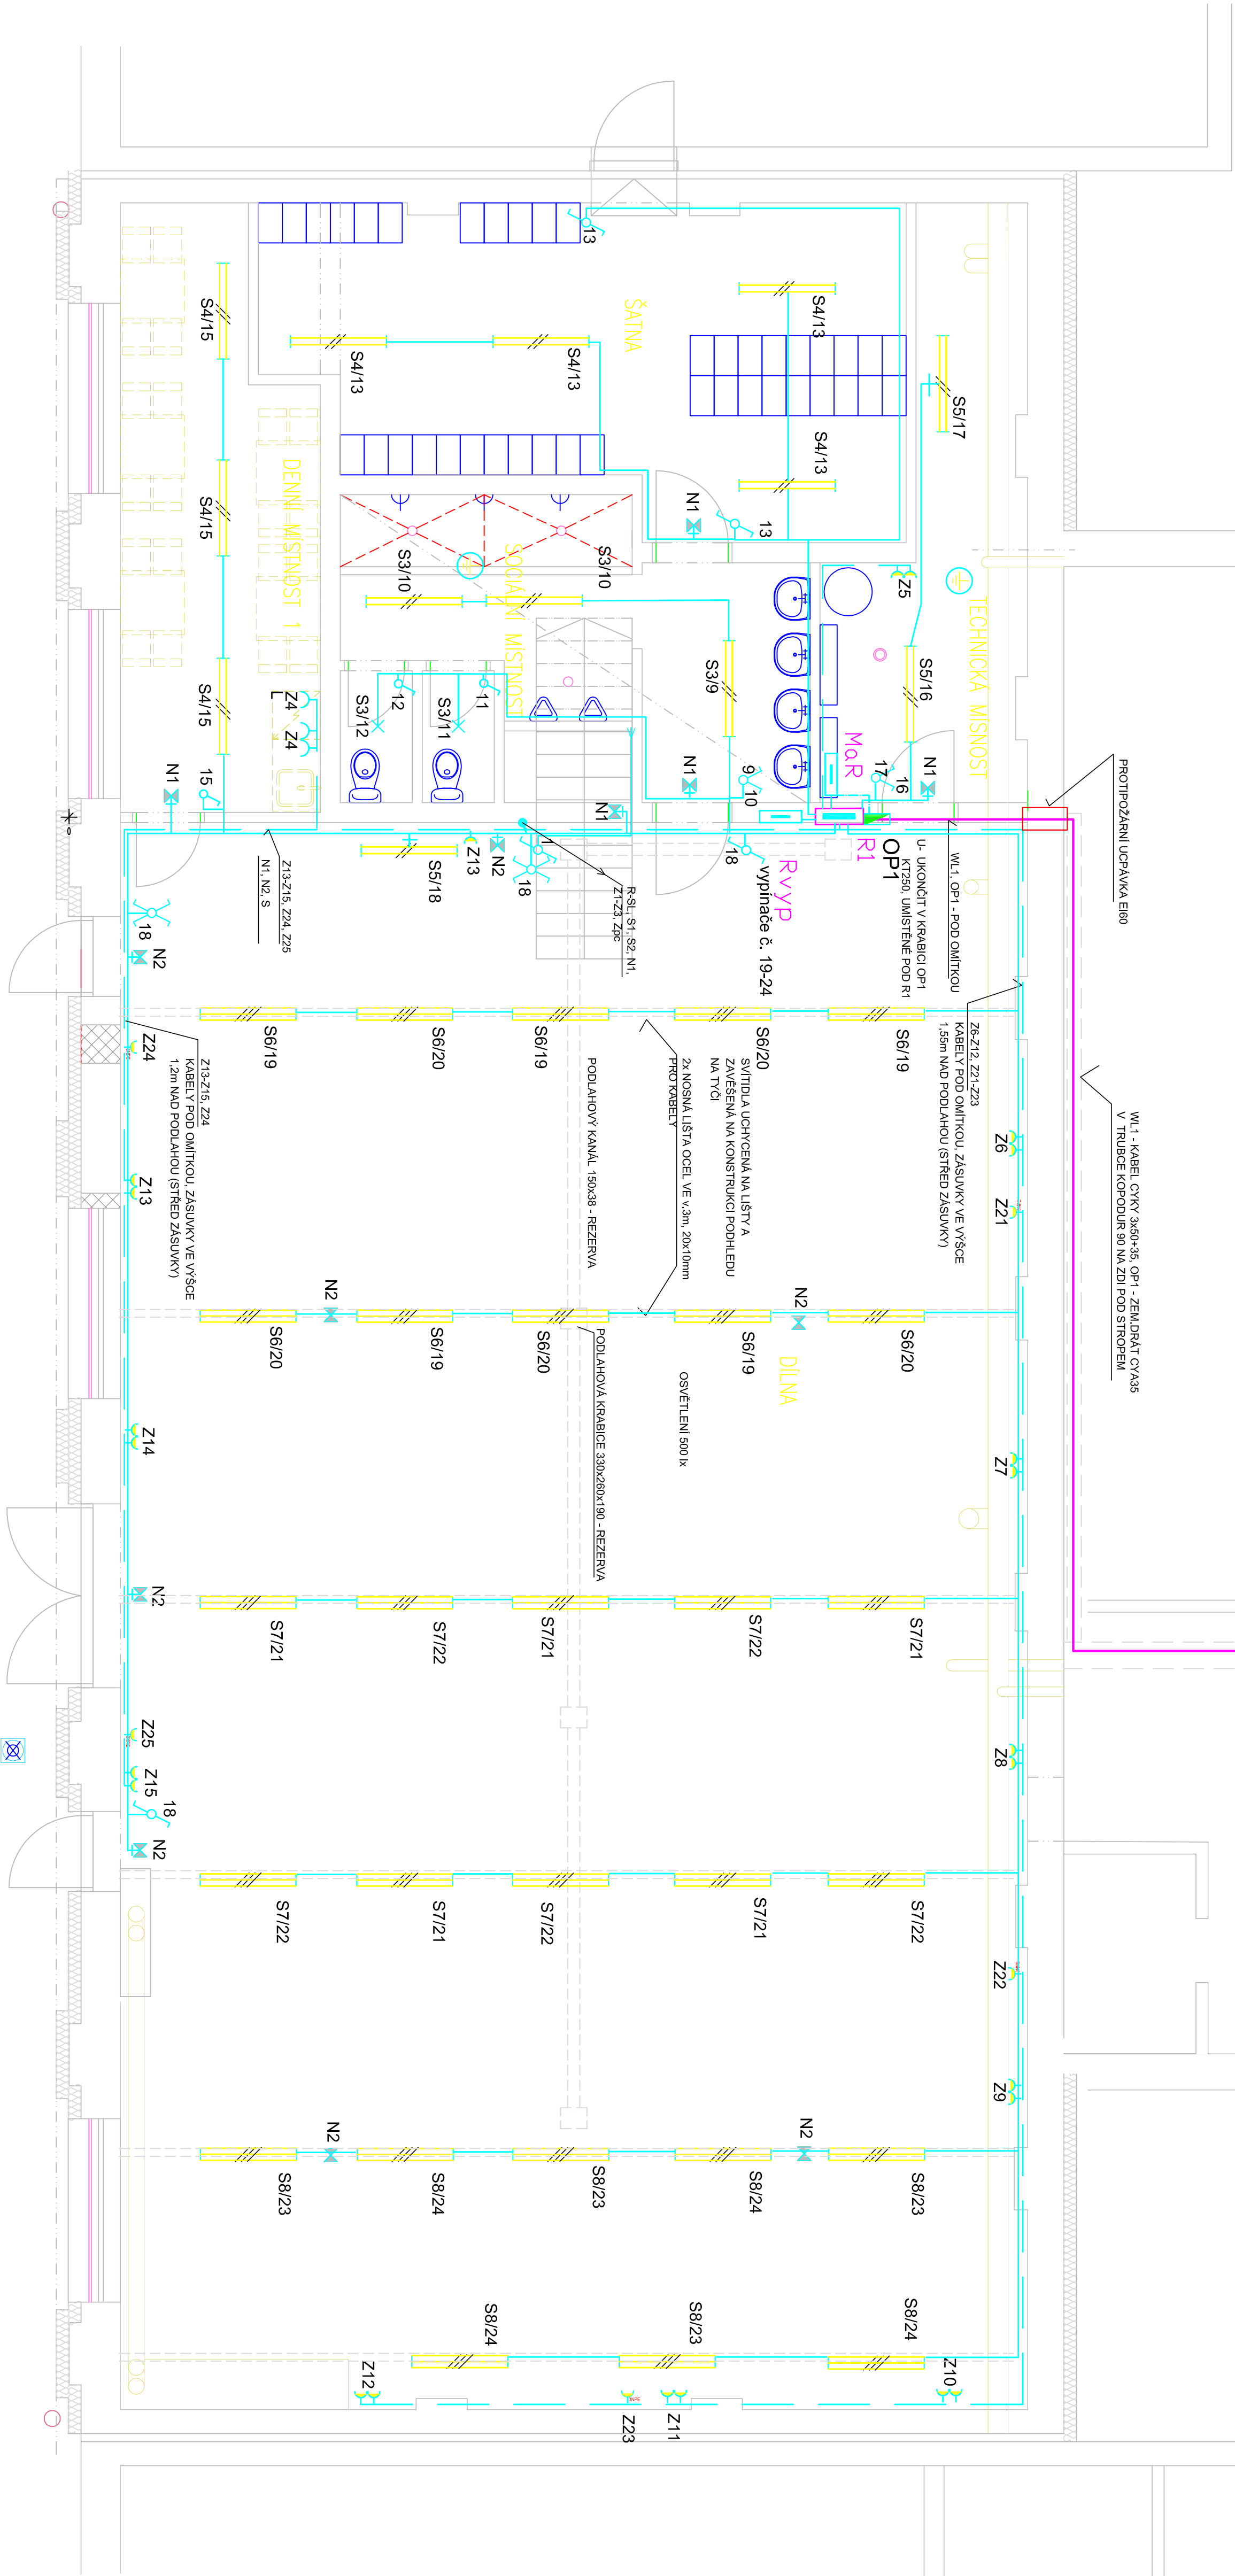 PROTIPOŽÁRNÍ UCPÁVKA EI60
WL1 - KABEL CYKY 3x50+35, OP1 - ZEM.DRÁT CYA35
V TRUBCE KOPODUR 90 NA ZDI POD STROPEM
WL1, OP1 - POD OMÍTKOU
U- UKONČIT V KRABICI OP1
KT250, UMÍSTĚNÉ POD R1
Z6-Z12, Z21-Z23
KABELY POD OMÍTKOU, ZÁSUVKY VE VÝŠCE
1,55m NAD PODLAHOU (STŘED ZÁSUVKY)
TECHNICKÁ MÍSNOST
S5/17
Z5
S5/16
17
16
N1
MaR
OP1
R1
Rvyp
vypínače č. 19-24
S4/13
S4/13
ŠATNA
13
S4/13
S4/13
N1
13
S3/9
9
10
N1
18
SOCIÁLNÍ MÍSTNOST
S3/10
S3/10
S3/11
11
S3/12
12
N1
7
18
R-SL, S1, S2, N1,
Z1-Z3, Zpc
N2
Z13
S5/18
DENNÍ MÍSTNOST 1
S4/15
S4/15
S4/15
Z4
Z4
L
15
N1
Z13-Z15, Z24, Z25
N1, N2, S
18
N2
Z24
Z13
Z13-Z15, Z24
KABELY POD OMÍTKOU, ZÁSUVKY VE VÝŠCE
1,2m NAD PODLAHOU (STŘED ZÁSUVKY)
SVÍTIDLA UCHYCENÁ NA LIŠTY A
ZAVĚŠENÁ NA KONSTRUKCI PODHLEDU
NA TYČI
2x NOSNÁ LIŠTA OCEL VE v.3m, 20x10mm
PRO KABELY
PODLAHOVÝ KANÁL 150x38 - REZERVA
PODLAHOVÁ KRABICE 330x260x190 - REZERVA
OSVĚTLENÍ 500 lx
DÍLNA
S6/19
S6/20
S6/19
S6/20
S6/19
Z6
Z21
S6/20
N2
S6/19
S6/20
S6/19
N2
S6/20
Z7
Z14
N2
S7/21
S7/22
S7/21
S7/22
S7/21
Z8
Z25
Z15
18
N2
S7/22
S7/21
S7/22
S7/21
S7/22
Z22
Z9
S8/23
N2
S8/24
S8/23
S8/24
N2
S8/23
S8/24
S8/23
S8/24
Z10
Z11
Z23
Z12